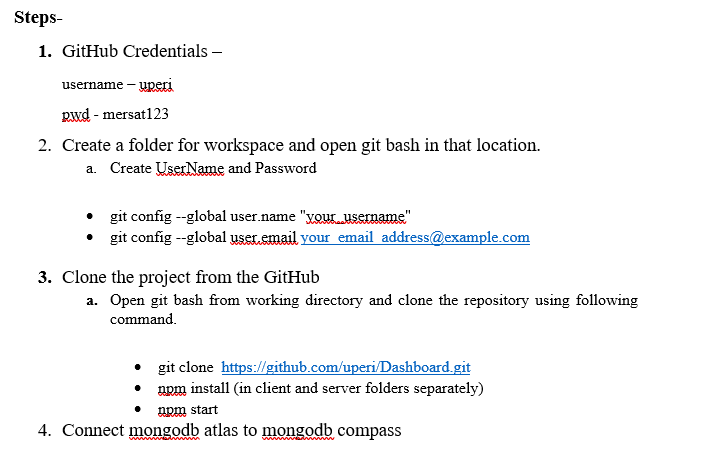 Steps-
1. GitHub Credentials –
username – uperi
pwd - mersat123
2. Create a folder for workspace and open git bash in that location.
a. Create UserName and Password
• git config --global user.name "your_username"
• git config --global user.email your_email_address@example.com
3. Clone the project from the GitHub
a. Open git bash from working directory and clone the repository using following
command.
• git clone https://github.com/uperi/Dashboard.git
• npm install (in client and server folders separately)
• npm start
4. Connect mongodb atlas to mongodb compass